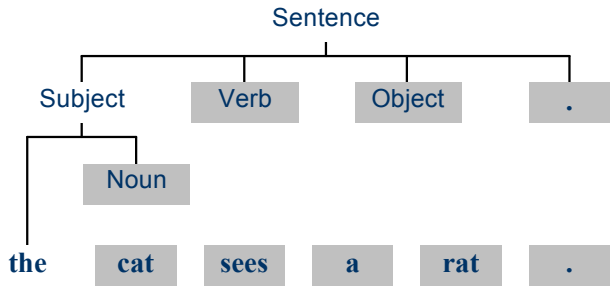 Sentence
Subject Verb Object .
Noun
the cat sees a rat .